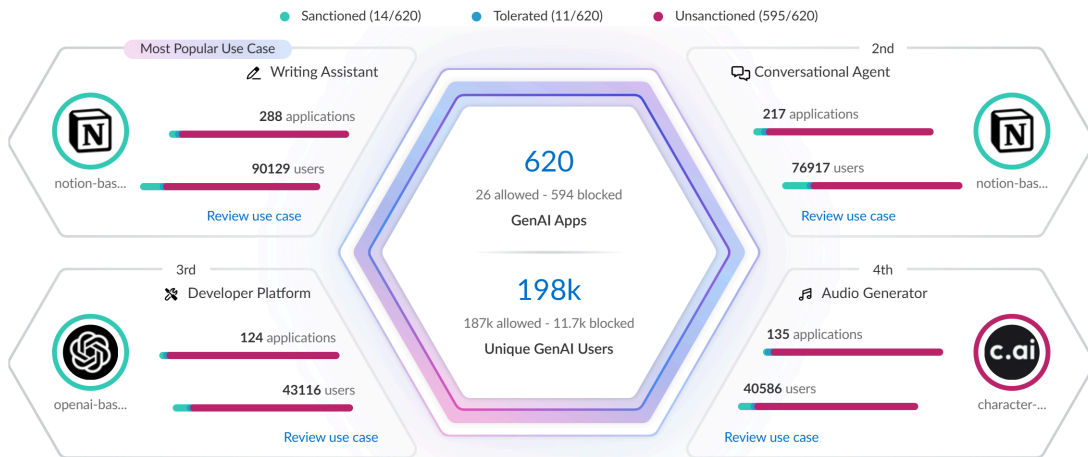 Sanctioned (14/620) Tolerated (11/620) Unsanctioned (595/620)
Most Popular Use Case
Writing Assistant
288 applications
90129 users
notion-bas...
Review use case
2nd
Conversational Agent
217 applications
76917 users
notion-bas...
Review use case
620
26 allowed - 594 blocked
GenAI Apps
198k
187k allowed - 11.7k blocked
Unique GenAI Users
3rd
Developer Platform
124 applications
43116 users
openai-bas...
Review use case
4th
Audio Generator
135 applications
40586 users
c.ai
character-...
Review use case